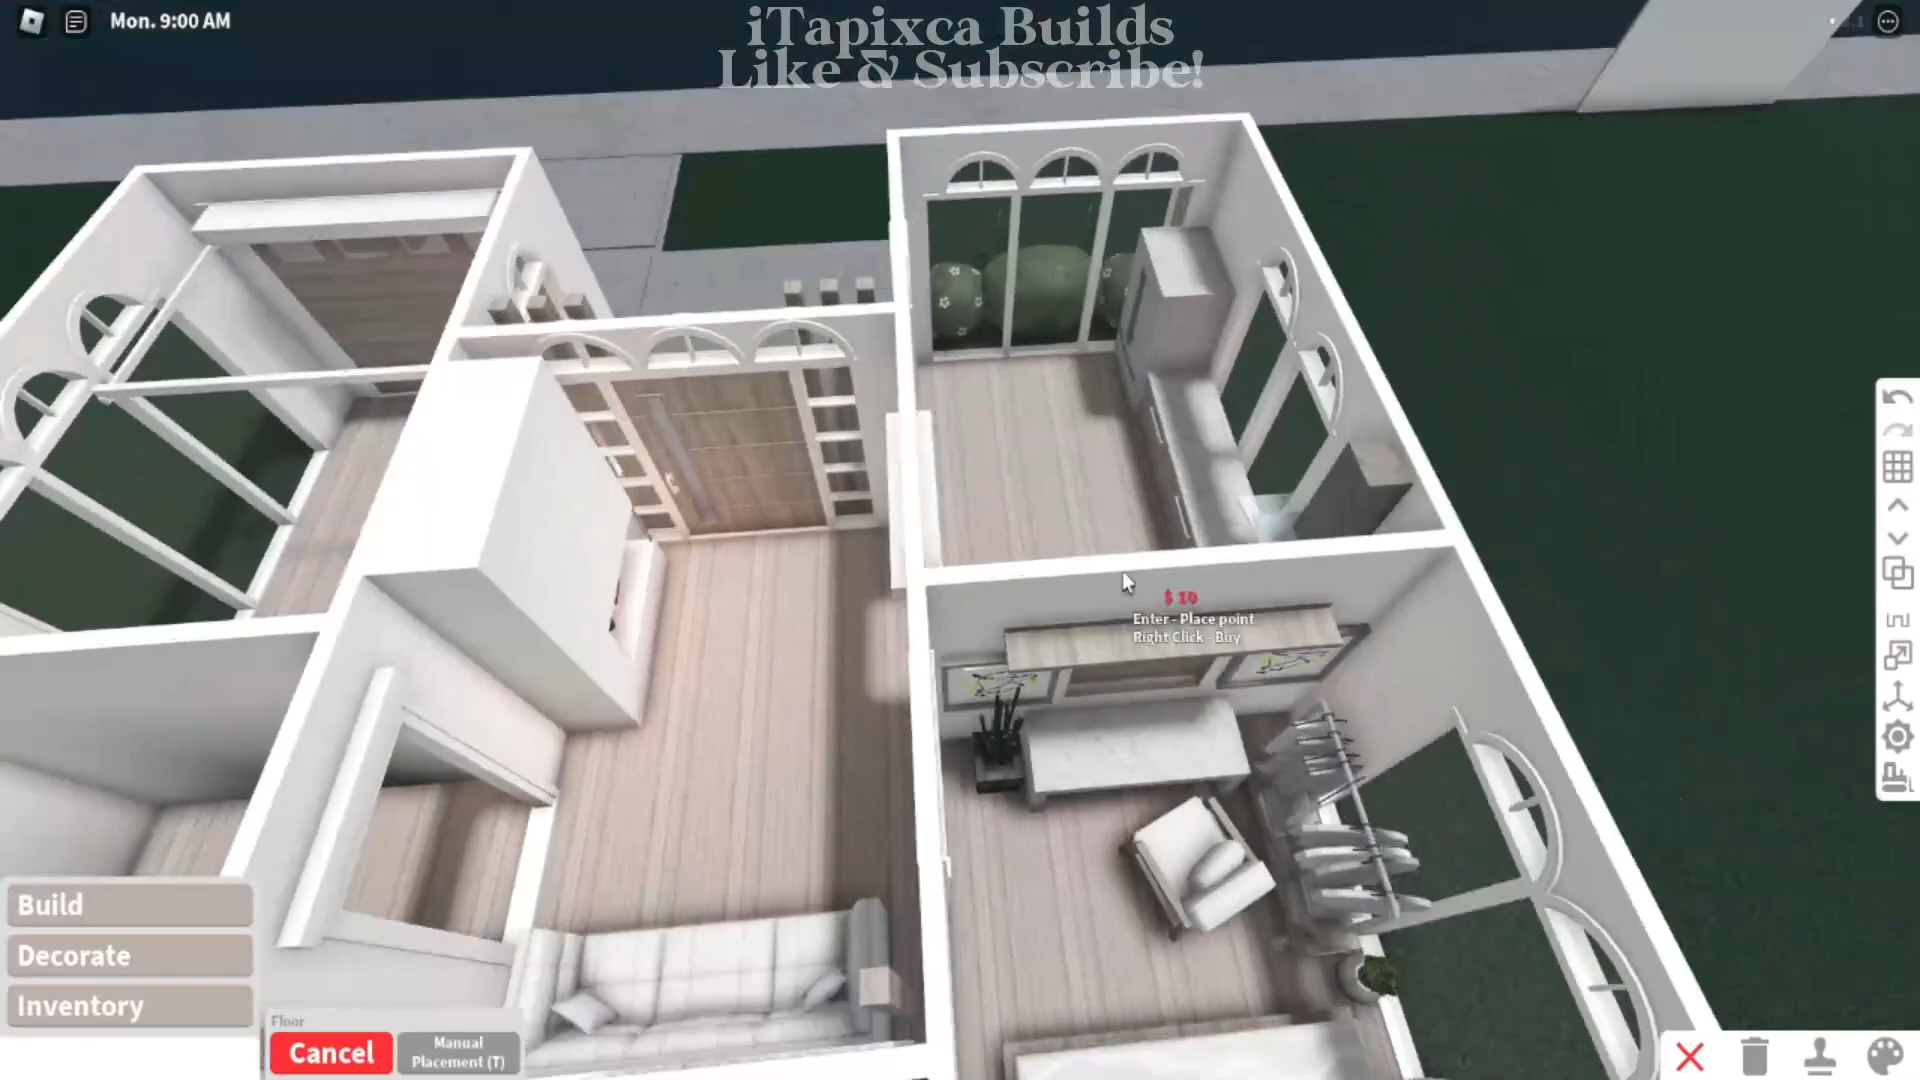 Mon. 9:00 AM
iTapixca Builds
Like & Subscribe!
$ 10
Enter - Place point
Right Click - Buy
Build
Decorate
Inventory
Floor
Cancel
Manual
Placement (T)